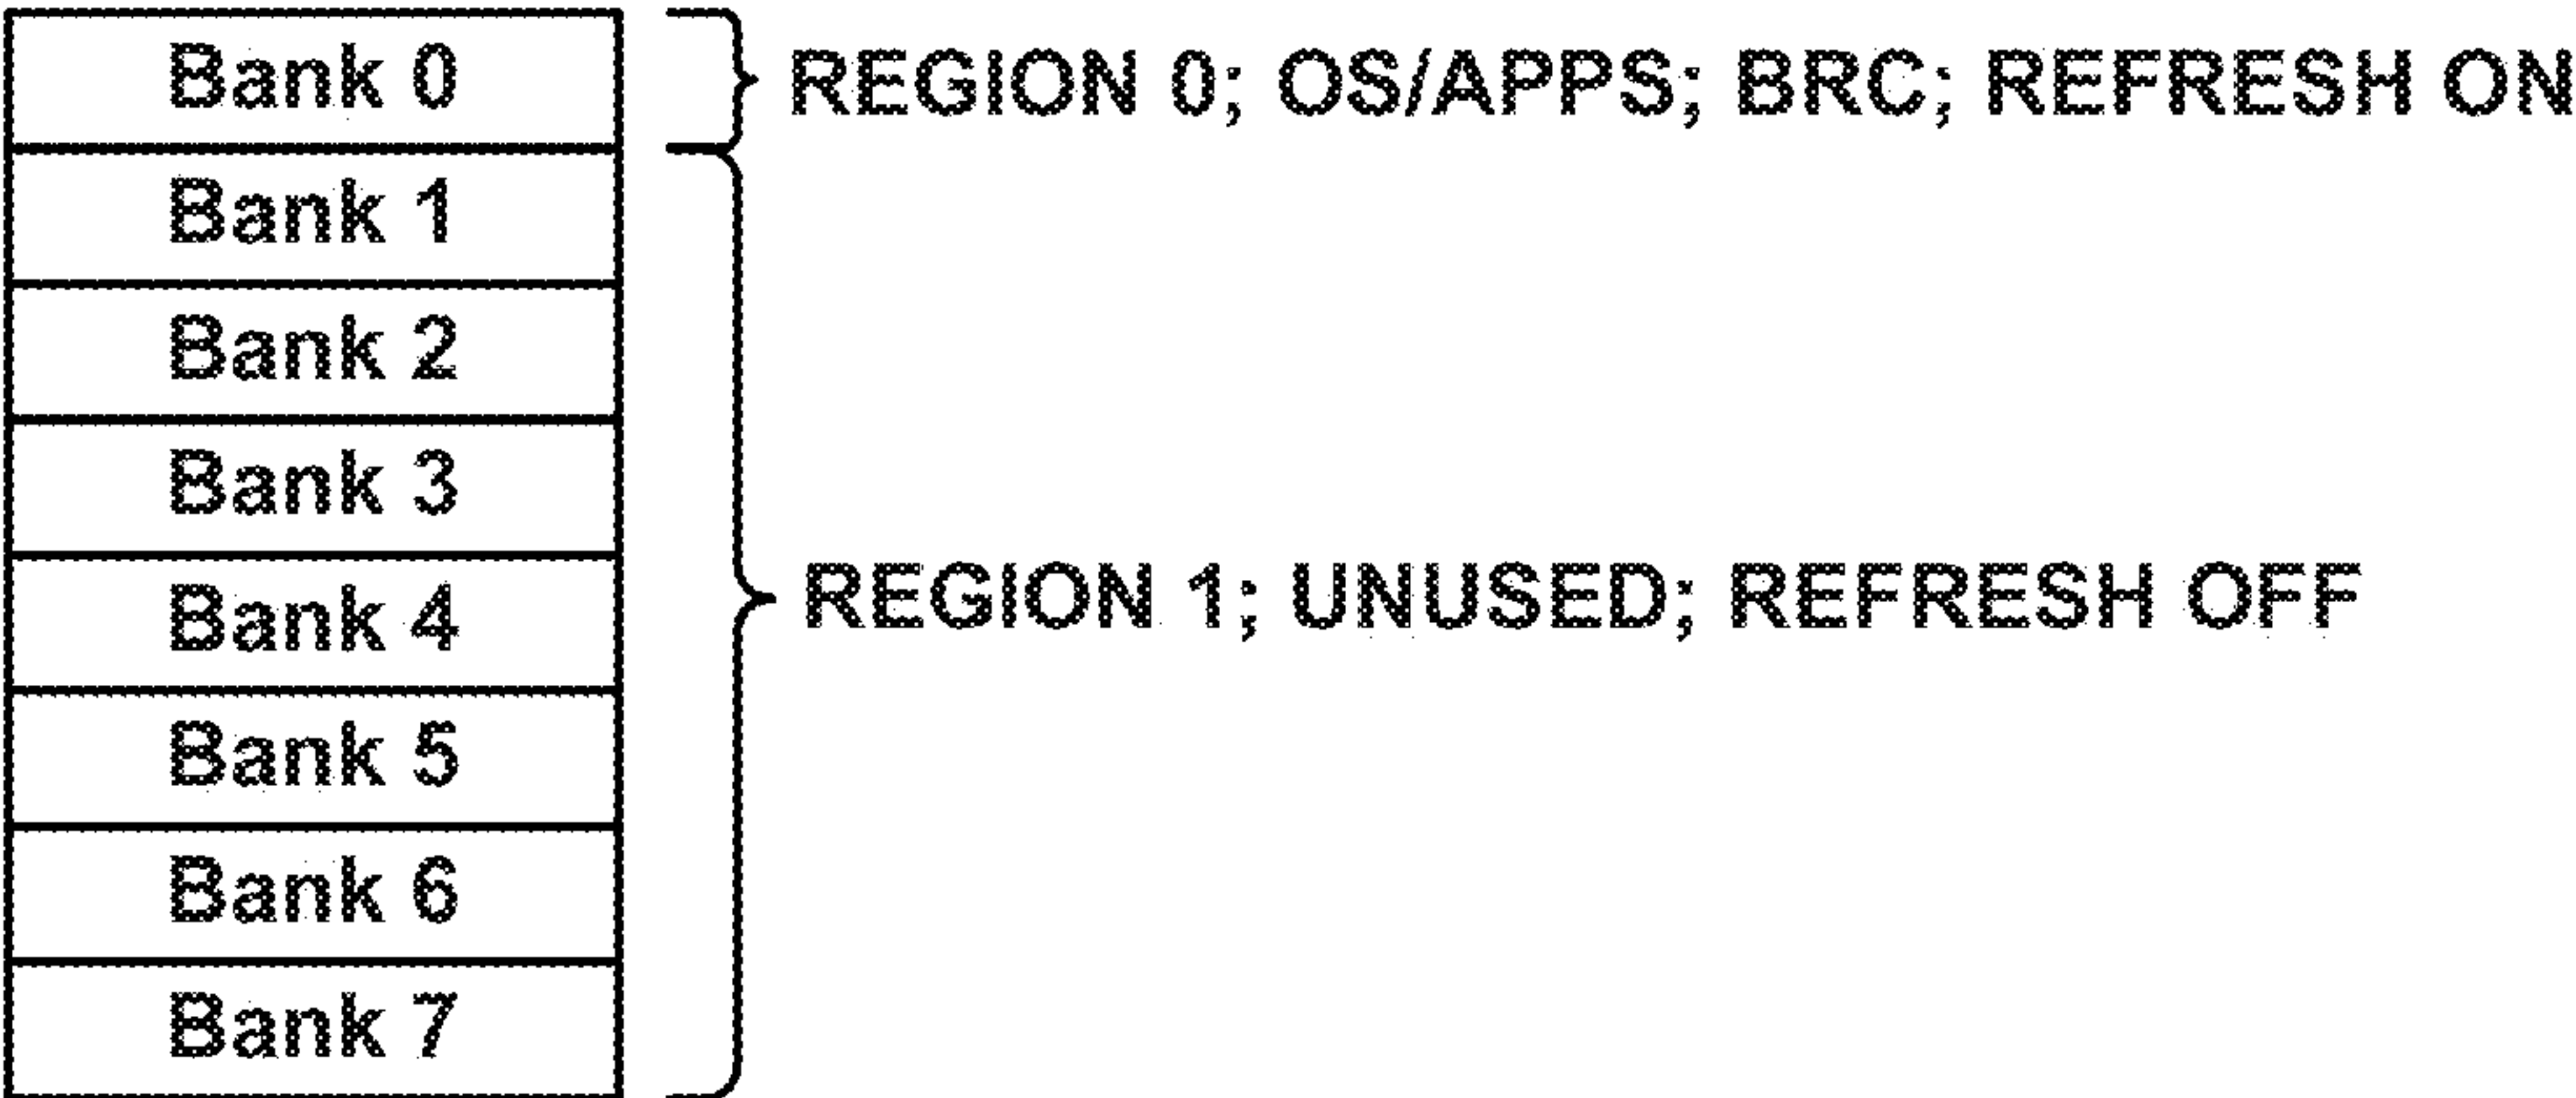 Bank 0
REGION 0; OS/APPS; BRC; REFRESH ON
Bank 1
Bank 2
Bank 3
Bank 4
REGION 1; UNUSED; REFRESH OFF
Bank 5
Bank 6
Bank 7